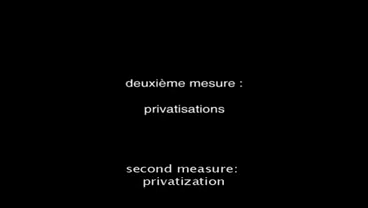 deuxième mesure :
privatisations
second measure:
privatization